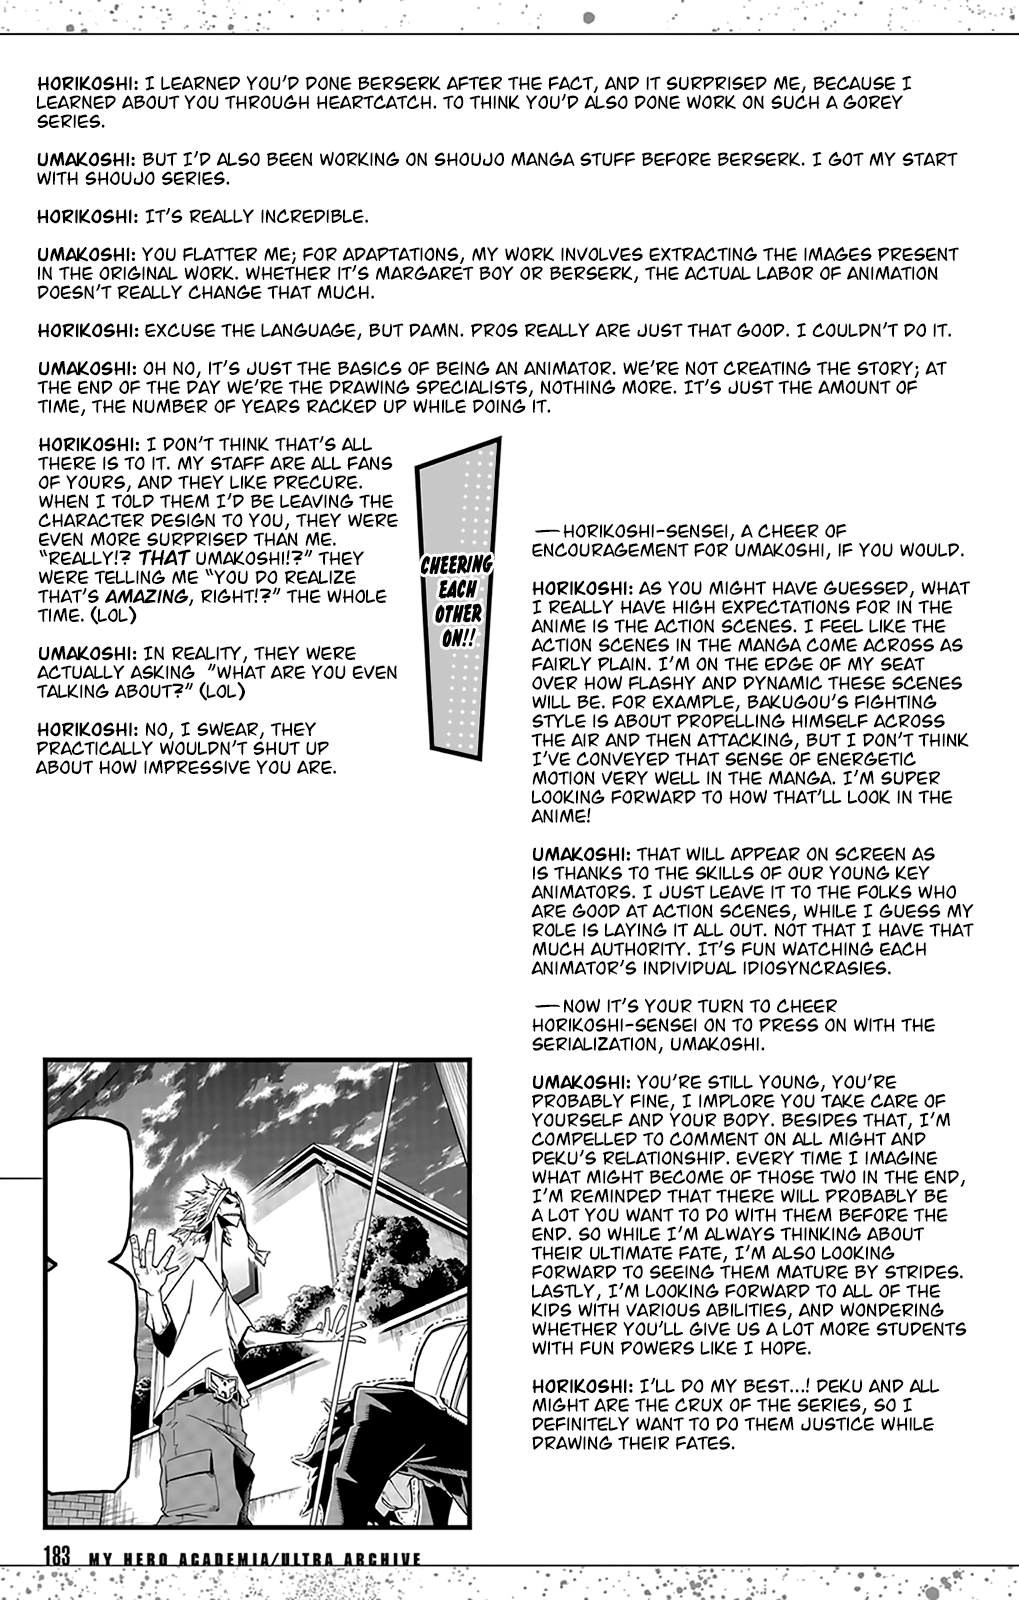 HORIKOSHI: I LEARNED YOU'D DONE BERSERK AFTER THE FACT, AND IT SURPRISED ME, BECAUSE I
LEARNED ABOUT YOU THROUGH HEARTCATCH. TO THINK YOU'D ALSO DONE WORK ON SUCH A GOREY
SERIES.
UMAKOSHI: BUT I'D ALSO BEEN WORKING ON SHOUJO MANGA STUFF BEFORE BERSERK. I GOT MY START
WITH SHOUJO SERIES.
HORIKOSHI: IT'S REALLY INCREDIBLE.
UMAKOSHI: YOU FLATTER ME; FOR ADAPTATIONS, MY WORK INVOLVES EXTRACTING THE IMAGES PRESENT
IN THE ORIGINAL WORK. WHETHER IT'S MARGARET BOY OR BERSERK, THE ACTUAL LABOR OF ANIMATION
DOESN'T REALLY CHANGE THAT MUCH.
HORIKOSHI: EXCUSE THE LANGUAGE, BUT DAMN. PROS REALLY ARE JUST THAT GOOD. I COULDN'T DO IT.
UMAKOSHI: OH NO, IT'S JUST THE BASICS OF BEING AN ANIMATOR. WE'RE NOT CREATING THE STORY; AT
THE END OF THE DAY WE'RE THE DRAWING SPECIALISTS, NOTHING MORE. IT'S JUST THE AMOUNT OF
TIME, THE NUMBER OF YEARS RACKED UP WHILE DOING IT.
HORIKOSHI: I DON'T THINK THAT'S ALL
THERE IS TO IT. MY STAFF ARE ALL FANS
OF YOURS, AND THEY LIKE PRECURE.
WHEN I TOLD THEM I'D BE LEAVING THE
CHARACTER DESIGN TO YOU, THEY WERE
EVEN MORE SURPRISED THAN ME.
"REALLY!? THAT UMAKOSHI!?" THEY
WERE TELLING ME "YOU DO REALIZE
THAT'S AMAZING, RIGHT!?" THE WHOLE
TIME. (LOL)
UMAKOSHI: IN REALITY, THEY WERE
ACTUALLY ASKING "WHAT ARE YOU EVEN
TALKING ABOUT?" (LOL)
HORIKOSHI: NO, I SWEAR, THEY
PRACTICALLY WOULDN'T SHUT UP
ABOUT HOW IMPRESSIVE YOU ARE.
CHEERING
EACH
OTHER
ON!!
—HORIKOSHI-SENSEI, A CHEER OF
ENCOURAGEMENT FOR UMAKOSHI, IF YOU WOULD.
HORIKOSHI: AS YOU MIGHT HAVE GUESSED, WHAT
I REALLY HAVE HIGH EXPECTATIONS FOR IN THE
ANIME IS THE ACTION SCENES. I FEEL LIKE THE
ACTION SCENES IN THE MANGA COME ACROSS AS
FAIRLY PLAIN. I'M ON THE EDGE OF MY SEAT
OVER HOW FLASHY AND DYNAMIC THESE SCENES
WILL BE. FOR EXAMPLE, BAKUGOU'S FIGHTING
STYLE IS ABOUT PROPELLING HIMSELF ACROSS
THE AIR AND THEN ATTACKING, BUT I DON'T THINK
I'VE CONVEYED THAT SENSE OF ENERGETIC
MOTION VERY WELL IN THE MANGA. I'M SUPER
LOOKING FORWARD TO HOW THAT'LL LOOK IN THE
ANIME!
UMAKOSHI: THAT WILL APPEAR ON SCREEN AS
IS THANKS TO THE SKILLS OF OUR YOUNG KEY
ANIMATORS. I JUST LEAVE IT TO THE FOLKS WHO
ARE GOOD AT ACTION SCENES, WHILE I GUESS MY
ROLE IS LAYING IT ALL OUT. NOT THAT I HAVE THAT
MUCH AUTHORITY. IT'S FUN WATCHING EACH
ANIMATOR'S INDIVIDUAL IDIOSYNCRASIES.
—NOW IT'S YOUR TURN TO CHEER
HORIKOSHI-SENSEI ON TO PRESS ON WITH THE
SERIALIZATION, UMAKOSHI.
UMAKOSHI: YOU'RE STILL YOUNG, YOU'RE
PROBABLY FINE, I IMPLORE YOU TAKE CARE OF
YOURSELF AND YOUR BODY. BESIDES THAT, I'M
COMPELLED TO COMMENT ON ALL MIGHT AND
DEKU'S RELATIONSHIP. EVERY TIME I IMAGINE
WHAT MIGHT BECOME OF THOSE TWO IN THE END,
I'M REMINDED THAT THERE WILL PROBABLY BE
A LOT YOU WANT TO DO WITH THEM BEFORE THE
END. SO WHILE I'M ALWAYS THINKING ABOUT
THEIR ULTIMATE FATE, I'M ALSO LOOKING
FORWARD TO SEEING THEM MATURE BY STRIDES.
LASTLY, I'M LOOKING FORWARD TO ALL OF THE
KIDS WITH VARIOUS ABILITIES, AND WONDERING
WHETHER YOU'LL GIVE US A LOT MORE STUDENTS
WITH FUN POWERS LIKE I HOPE.
HORIKOSHI: I'LL DO MY BEST...! DEKU AND ALL
MIGHT ARE THE CRUX OF THE SERIES, SO I
DEFINITELY WANT TO DO THEM JUSTICE WHILE
DRAWING THEIR FATES.
183 MY HERO ACADEMIA/ULTRA ARCHIVE